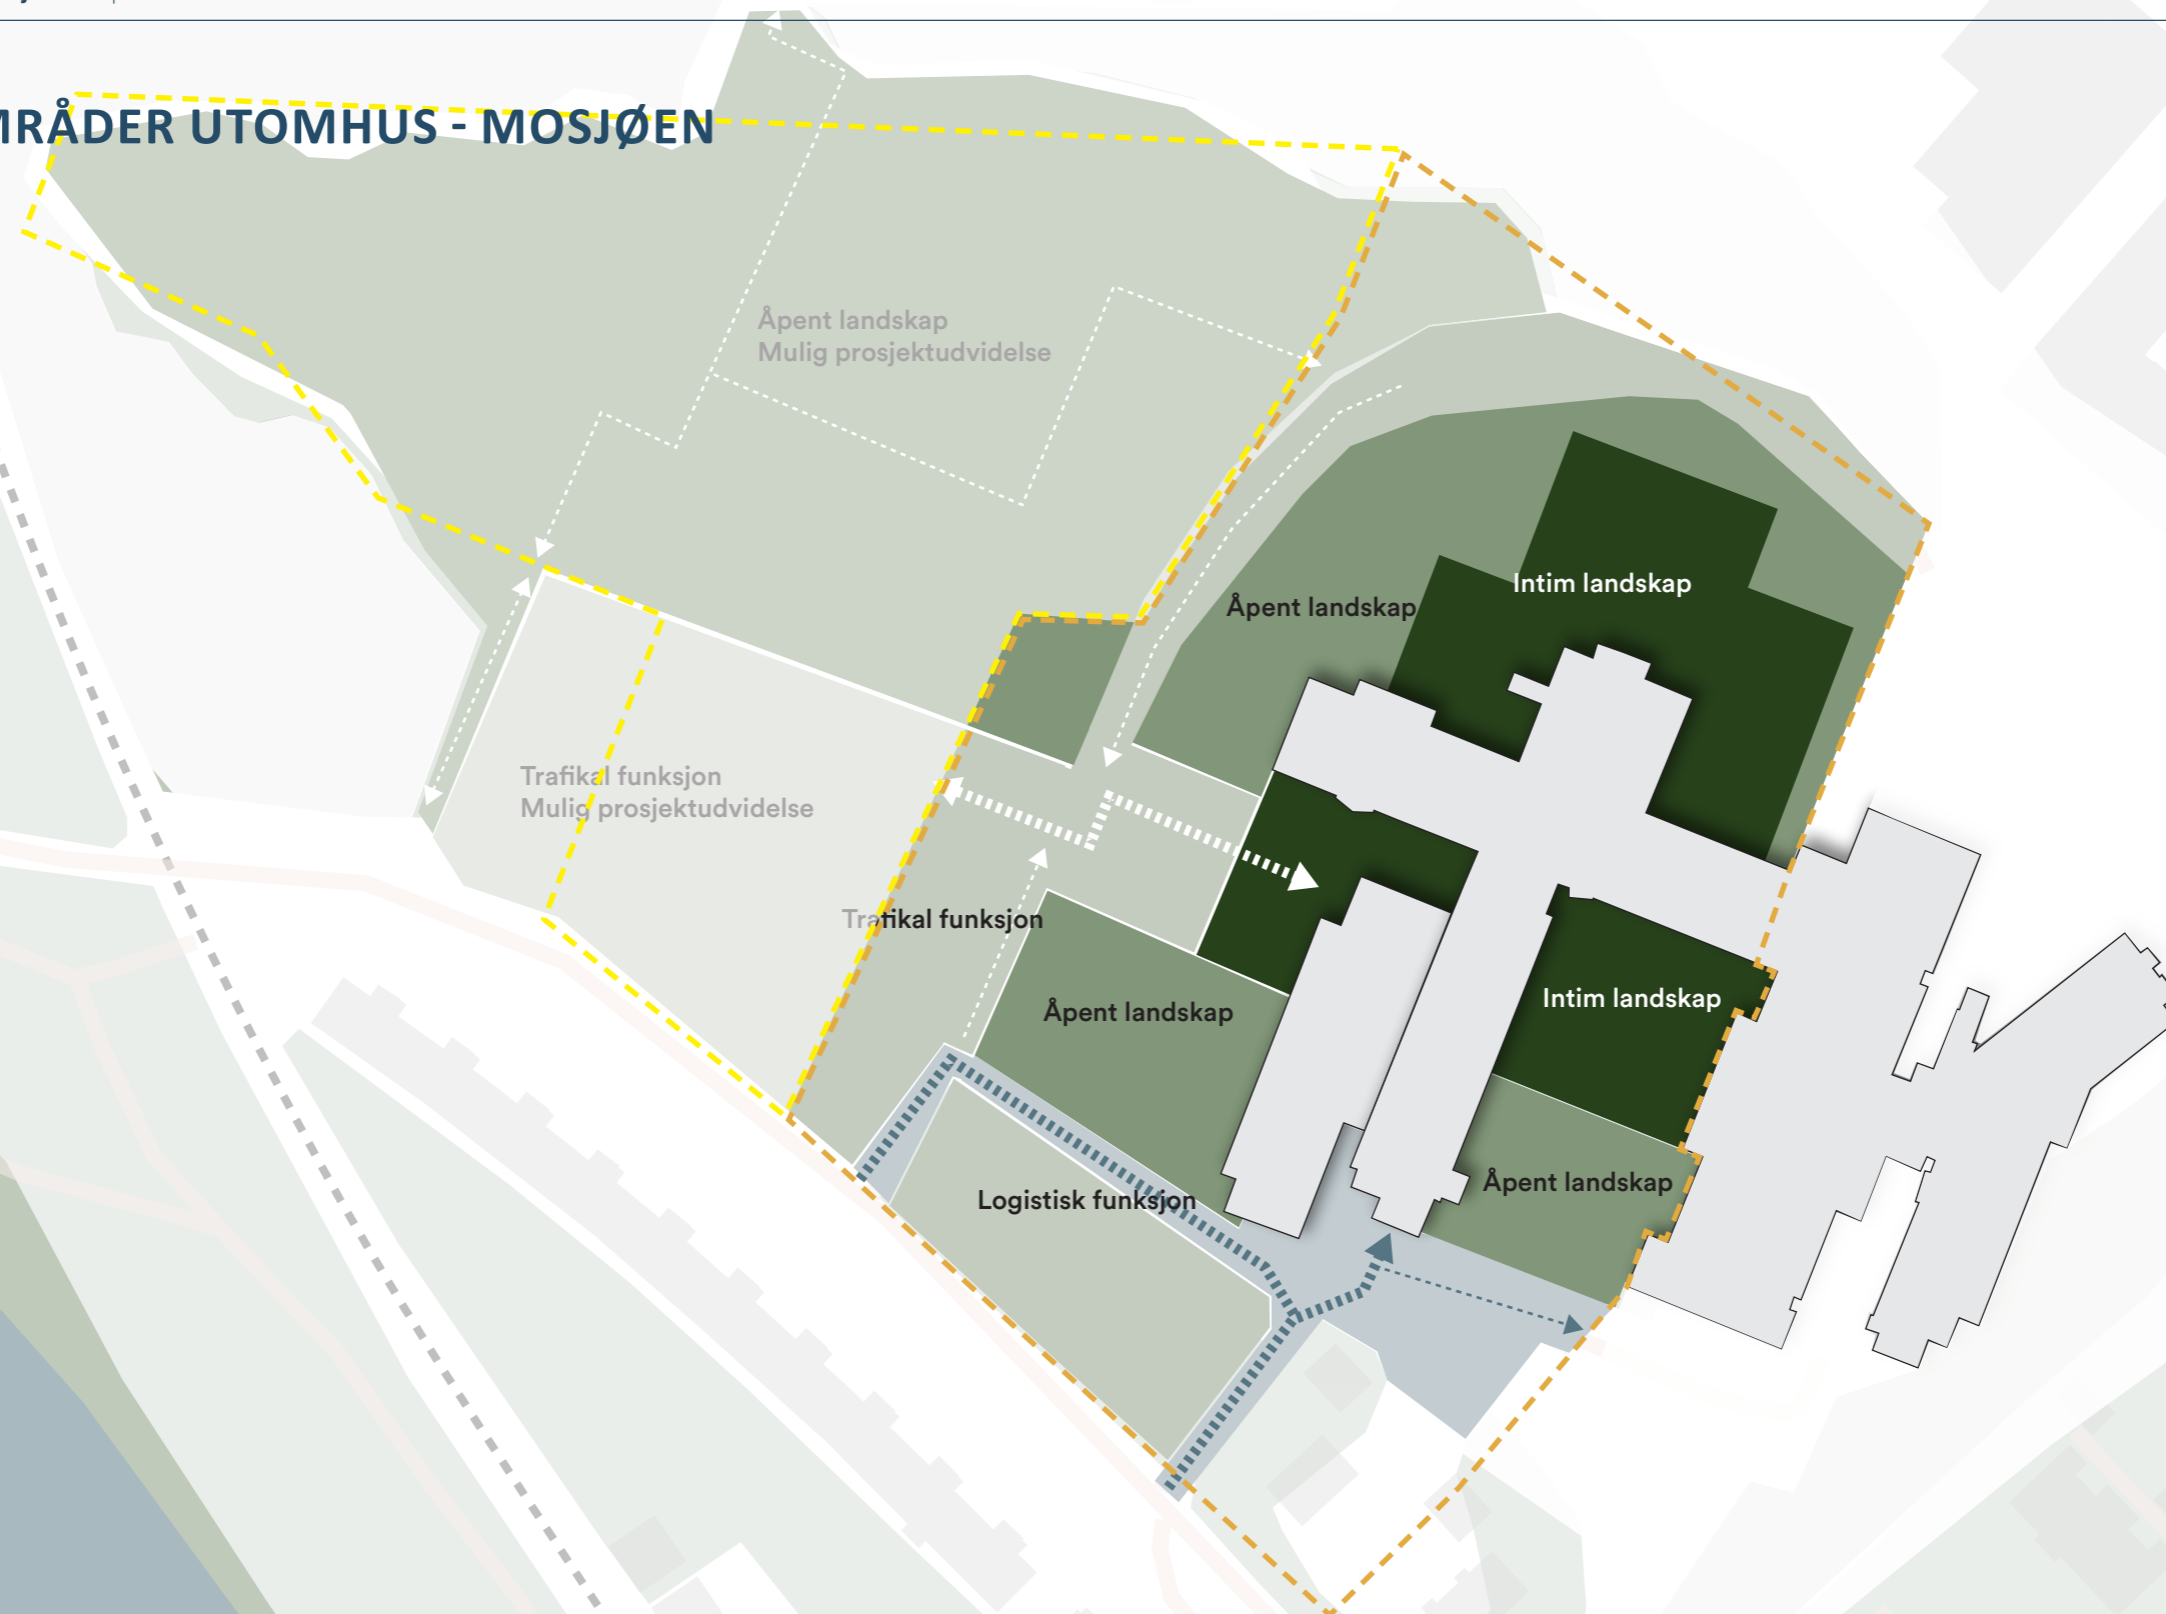 MRÅDER UTOMHUS - MOSJØEN
Åpent landskap
Mulig prosjektudvidelse
Intim landskap
Åpent landskap
Trafikal funksjon
Mulig prosjektudvidelse
Trafikal funksjon
Intim landskap
Åpent landskap
Åpent landskap
Logistisk funksjon